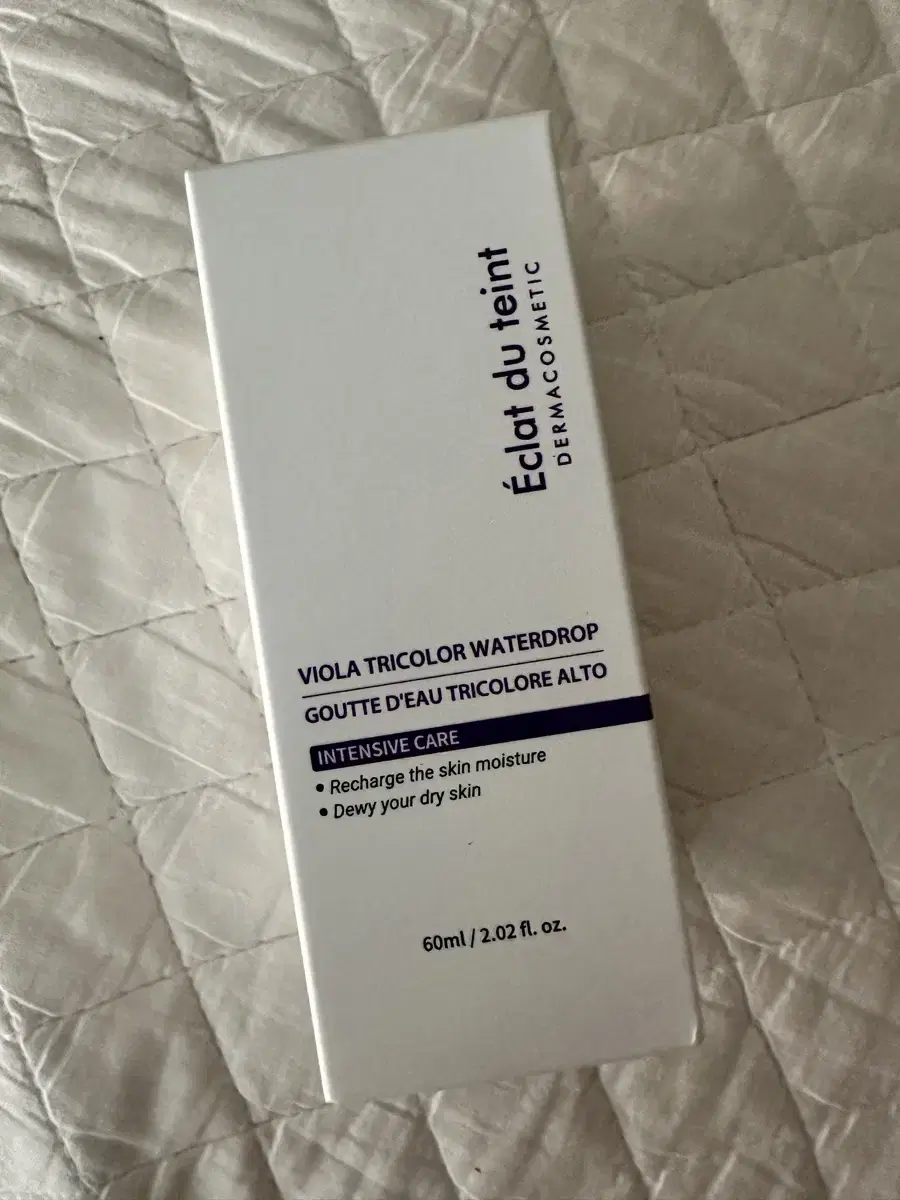 Éclat du teint
DERMACOSMETIC
VIOLA TRICOLOR WATERDROP
GOUTTE D'EAU TRICOLORE ALTO
INTENSIVE CARE
• Recharge the skin moisture
• Dewy your dry skin
60ml / 2.02 fl. oz.